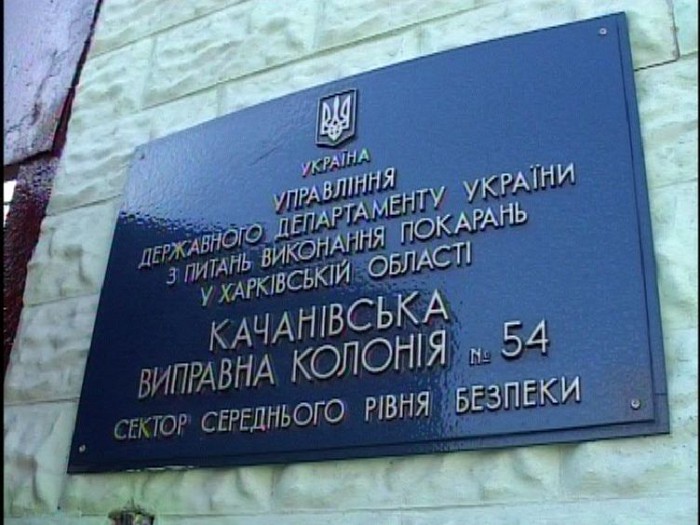 УКРАЇНА
УПРАВЛІННЯ
ДЕРЖАВНОГО ДЕПАРТАМЕНТУ УКРАЇНИ
З ПИТАНЬ ВИКОНАННЯ ПОКАРАНЬ
У ХАРКІВСЬКІЙ ОБЛАСТІ
КАЧАНІВСЬКА
ВИПРАВНА КОЛОНІЯ № 54
СЕКТОР СЕРЕДНЬОГО РІВНЯ БЕЗПЕКИ